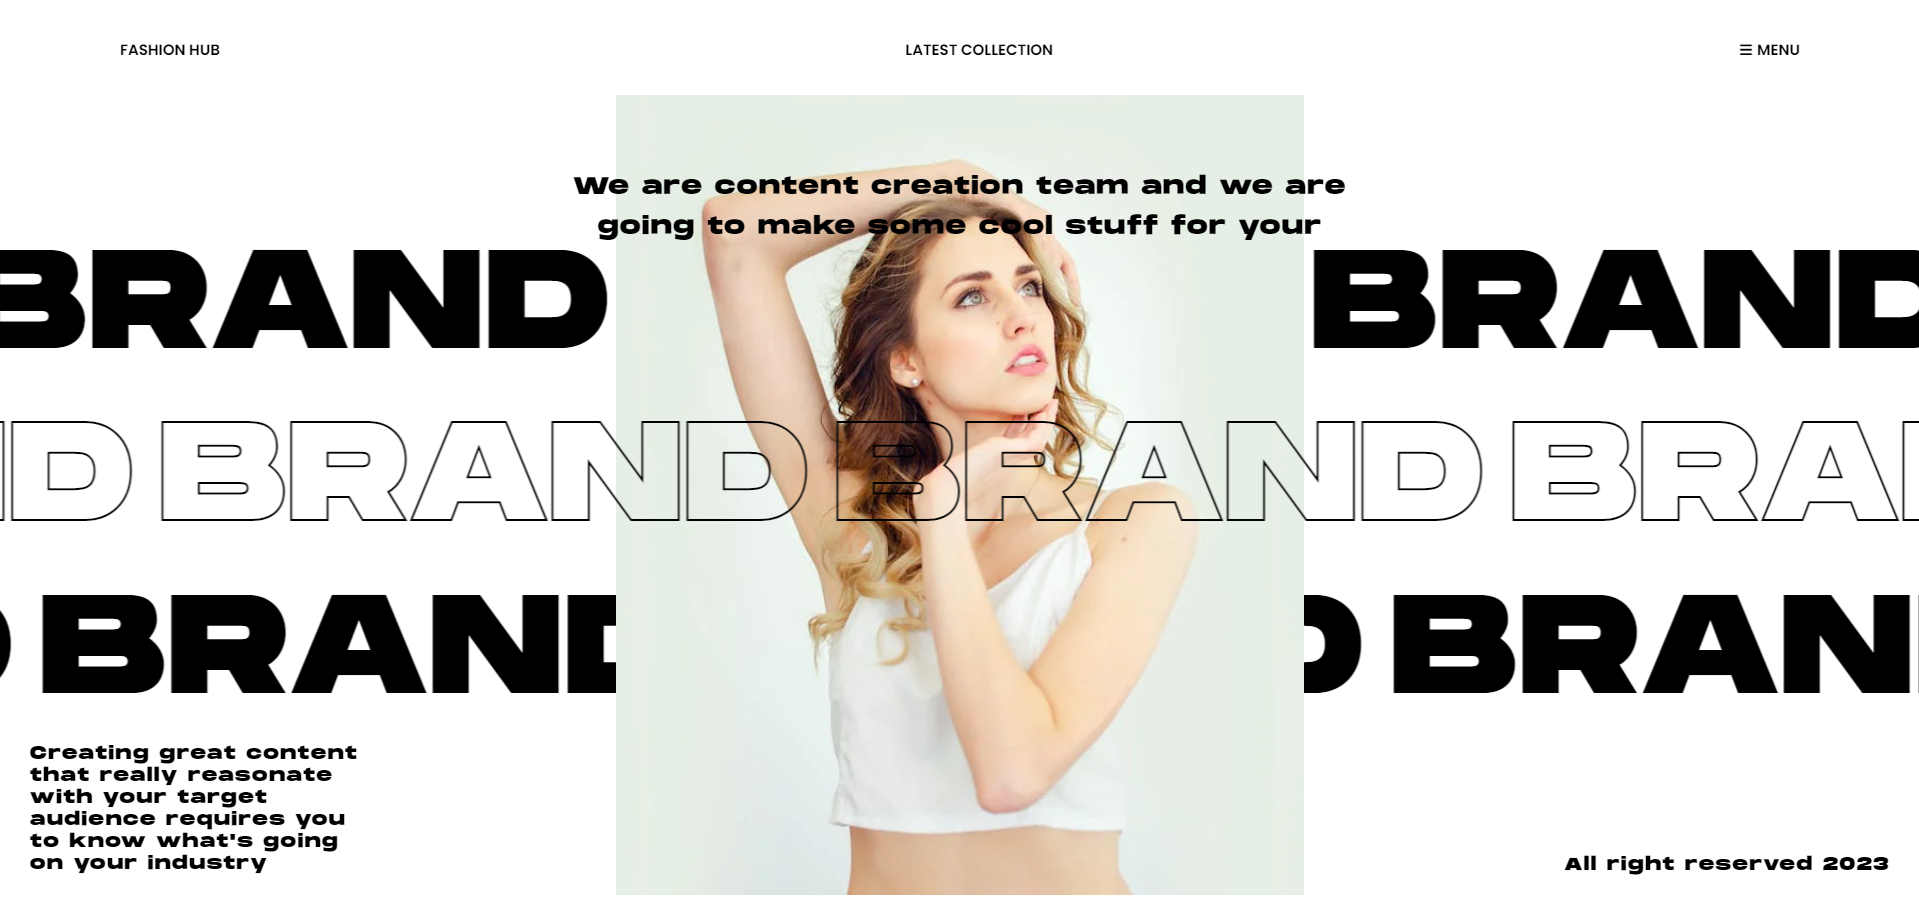 FASHION HUB
LATEST COLLECTION
☰ MENU
We are content creation team and we are
going to make some cool stuff for your
BRAND BRAND
ND BRAND BRAND BRAN
D BRAND D BRAND
Creating great content
that really reasonate
with your target
audience requires you
to know what's going
on your industry
All right reserved 2023